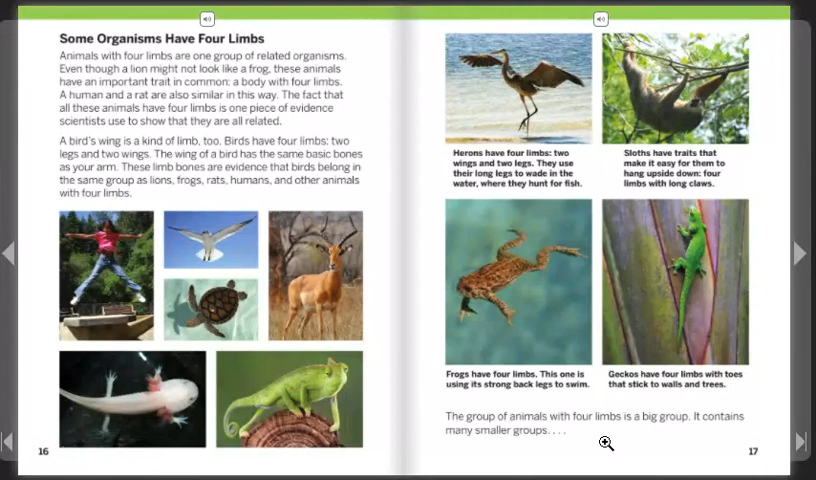 Some Organisms Have Four Limbs
Animals with four limbs are one group of related organisms.
Even though a lion might not look like a frog, these animals
have an important trait in common: a body with four limbs.
A human and a rat are also similar in this way. The fact that
all these animals have four limbs is one piece of evidence
scientists use to show that they are all related.
A bird's wing is a kind of limb, too. Birds have four limbs: two
legs and two wings. The wing of a bird has the same basic bones
as your arm. These limb bones are evidence that birds belong in
the same group as lions, frogs, rats, humans, and other animals
with four limbs.
16
Herons have four limbs: two
wings and two legs. They use
their long legs to wade in the
water, where they hunt for fish.
Sloths have traits that
make it easy for them to
hang upside down: four
limbs with long claws.
Frogs have four limbs. This one is
using its strong back legs to swim.
Geckos have four limbs with toes
that stick to walls and trees.
The group of animals with four limbs is a big group. It contains
many smaller groups. . . .
17